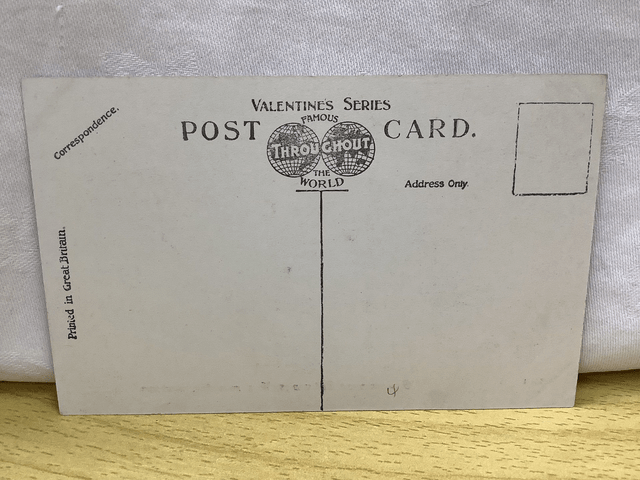 VALENTINE'S SERIES
FAMOUS
POST CARD.
THROUGHOUT
THE
WORLD
Correspondence.
Address Only.
Printed in Great Britain.